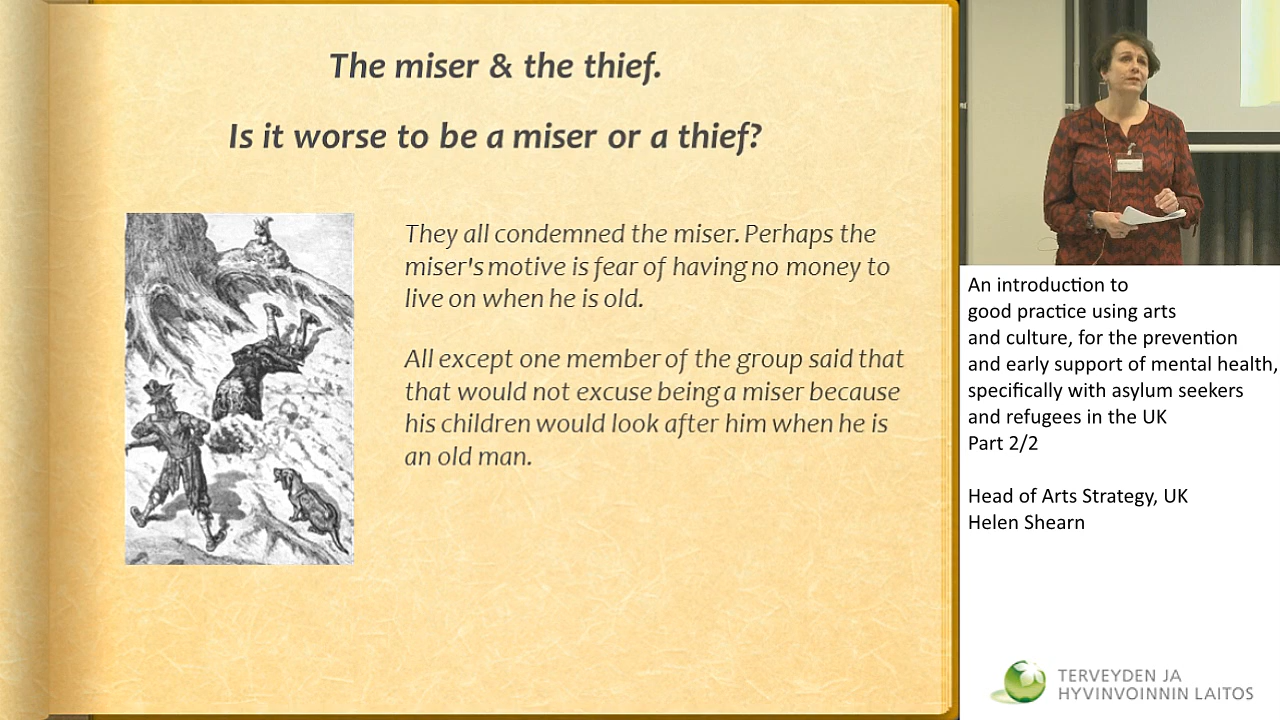 The miser & the thief.
Is it worse to be a miser or a thief?
They all condemned the miser. Perhaps the
miser's motive is fear of having no money to
live on when he is old.
All except one member of the group said that
that would not excuse being a miser because
his children would look after him when he is
an old man.
An introduction to
good practice using arts
and culture, for the prevention
and early support of mental health,
specifically with asylum seekers
and refugees in the UK
Part 2/2
Head of Arts Strategy, UK
Helen Shearn
TERVEYDEN JA
HYVINVOINNIN LAITOS